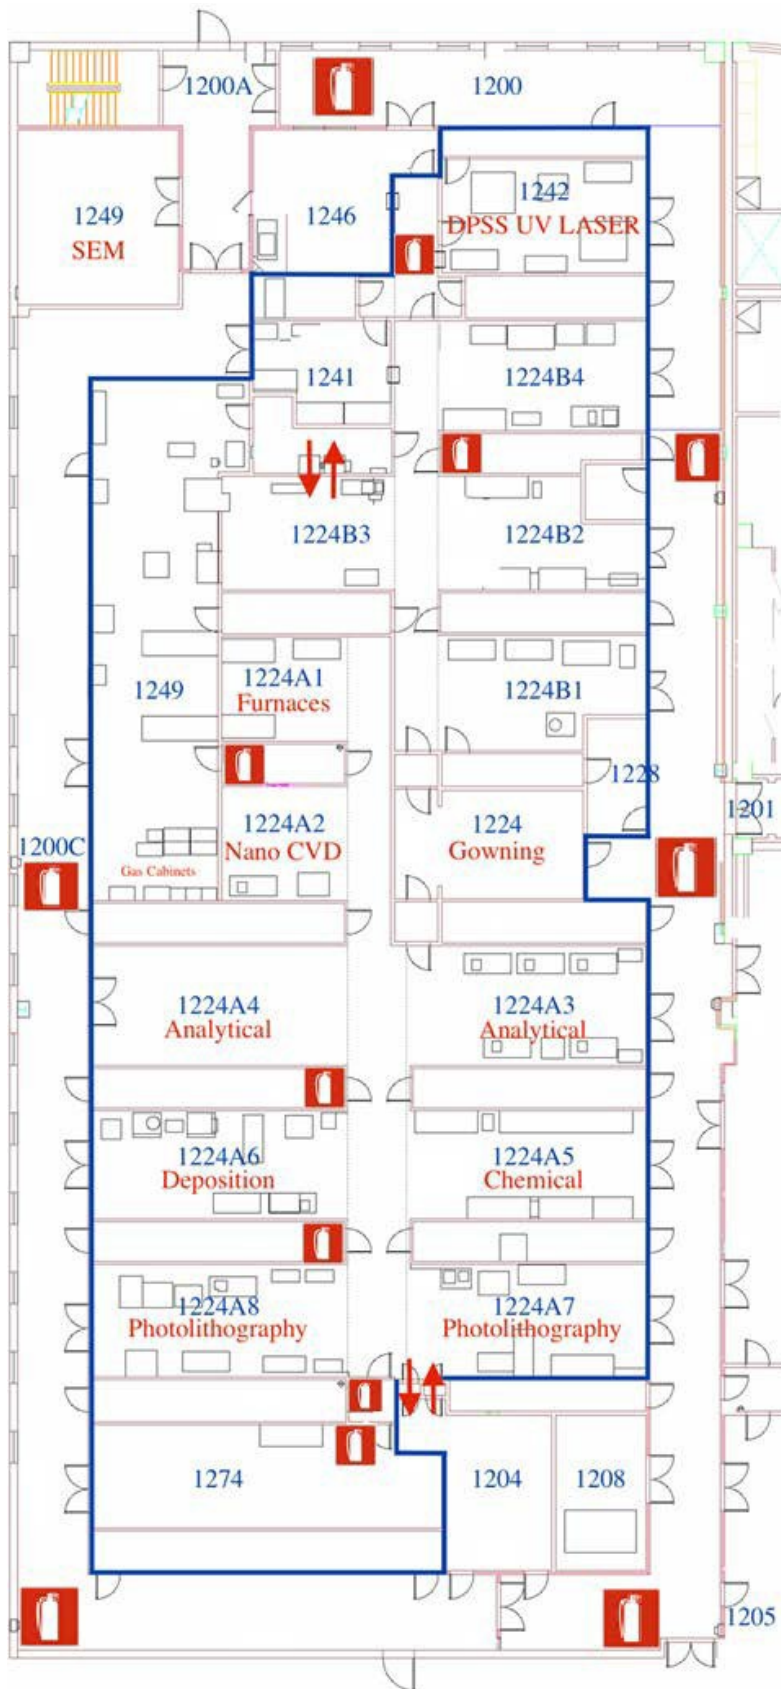 1200A
1200
1249
SEM
1246
1242
DPSS UV LASER
1241
1224B4
1224B3
1224B2
1249
1224A1
Furnaces
1224B1
1228
1200C
1224A2
Nano CVD
1224
Gowning
1201
Gas Cabinets
1224A4
Analytical
1224A3
Analytical
1224A6
Deposition
1224A5
Chemical
1224A8
Photolithography
1224A7
Photolithography
1274
1204
1208
1205